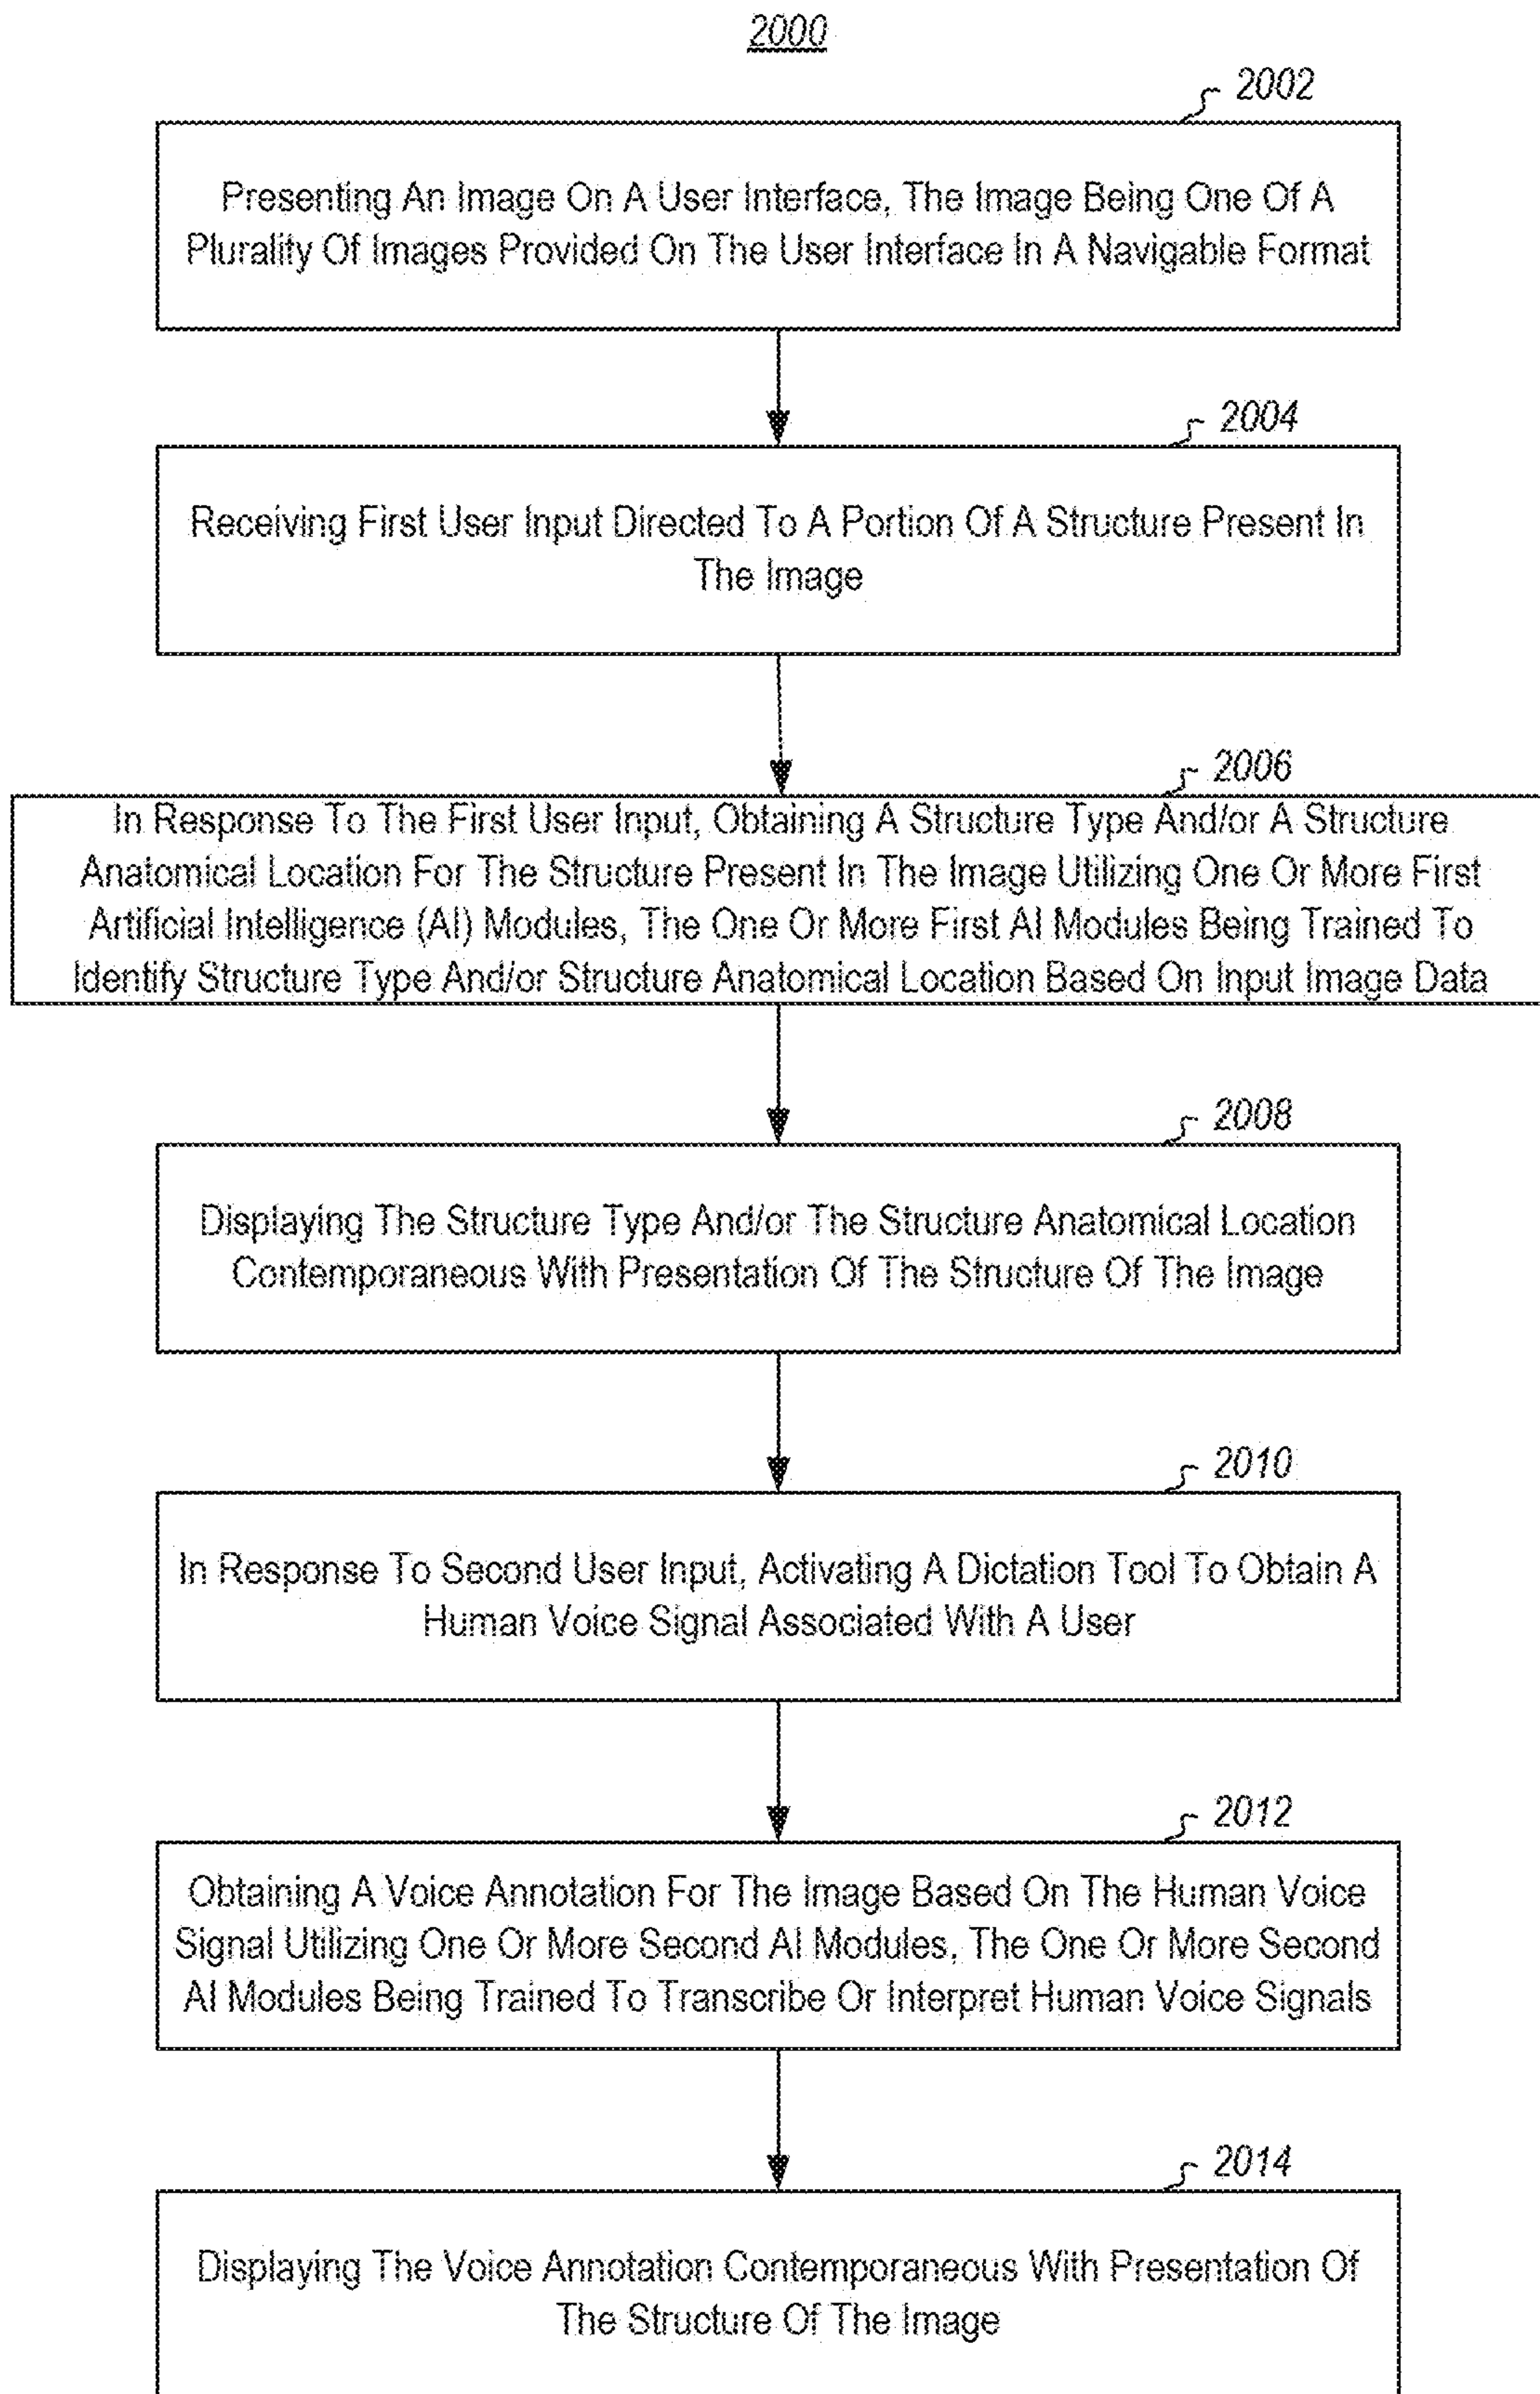 2000
2002
Presenting An Image On A User Interface, The Image Being One Of A
Plurality Of Images Provided On The User Interface In A Navigable Format
2004
Receiving First User Input Directed To A Portion Of A Structure Present In
The Image
2006
In Response To The First User Input, Obtaining A Structure Type And/or A Structure
Anatomical Location For The Structure Present In The Image Utilizing One Or More First
Artificial Intelligence (AI) Modules, The One Or More First AI Modules Being Trained To
Identify Structure Type And/or Structure Anatomical Location Based On Input Image Data
2008
Displaying The Structure Type And/or The Structure Anatomical Location
Contemporaneous With Presentation Of The Structure Of The Image
2010
In Response To Second User Input, Activating A Dictation Tool To Obtain A
Human Voice Signal Associated With A User
2012
Obtaining A Voice Annotation For The Image Based On The Human Voice
Signal Utilizing One Or More Second AI Modules, The One Or More Second
AI Modules Being Trained To Transcribe Or Interpret Human Voice Signals
2014
Displaying The Voice Annotation Contemporaneous With Presentation Of
The Structure Of The Image